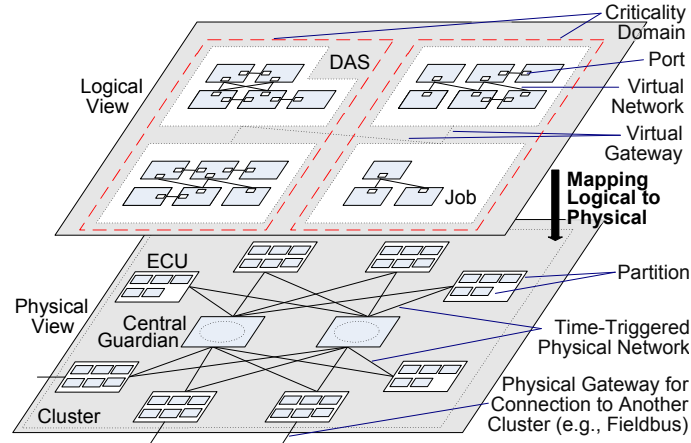 Criticality
Domain
DAS
Port
Logical
View
Virtual
Network
Virtual
Gateway
Job
Mapping
Logical to
Physical
ECU
Partition
Physical
View
Central
Guardian
Time-Triggered
Physical Network
Physical Gateway for
Connection to Another
Cluster (e.g., Fieldbus)
Cluster